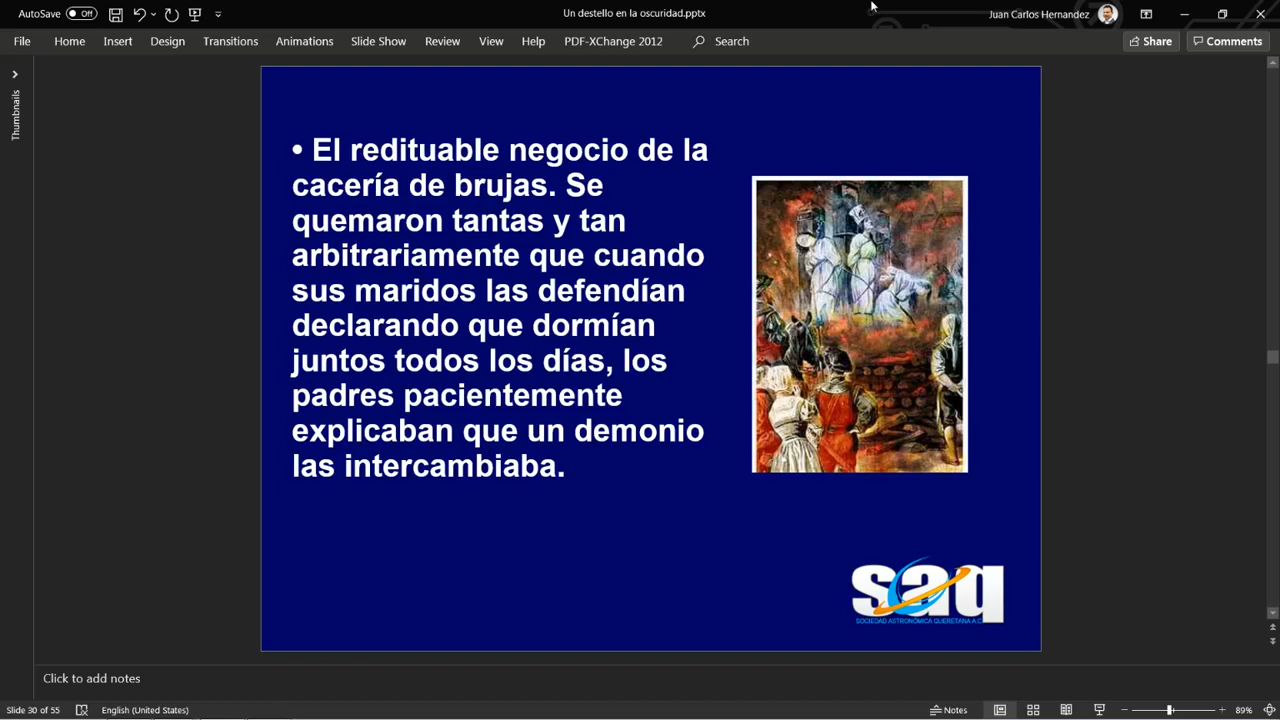 AutoSave
Off
Un destello en la oscuridad.pptx
Juan Carlos Hernandez
File
Home
Insert
Design
Transitions
Animations
Slide Show
Review
View
Help
PDF-XChange 2012
Search
Share
Comments
Thumbnails
• El redituable negocio de la
cacería de brujas. Se
quemaron tantas y tan
arbitrariamente que cuando
sus maridos las defendían
declarando que dormían
juntos todos los días, los
padres pacientemente
explicaban que un demonio
las intercambiaba.
saq
SOCIEDAD ASTRONÓMICA QUERETANA A.C.
Click to add notes
Slide 30 of 55
English (United States)
Notes
89%